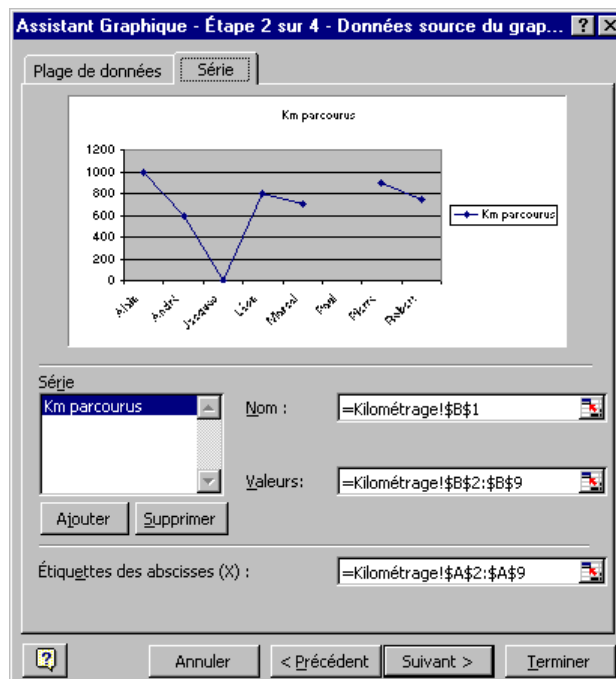 Assistant Graphique - Étape 2 sur 4 - Données source du grap...
Plage de données
Série
Km parcourus
1200
1000
800
600
400
200
0
Km parcourus
Alain
André
Jacques
Léon
Marcel
Paul
Pierre
Robert
Série
Km parcourus
Nom :
=Kilométrage!$B$1
Valeurs:
=Kilométrage!$B$2:$B$9
Ajouter
Supprimer
Étiquettes des abscisses (X) :
=Kilométrage!$A$2:$A$9
Annuler
< Précédent
Suivant >
Terminer